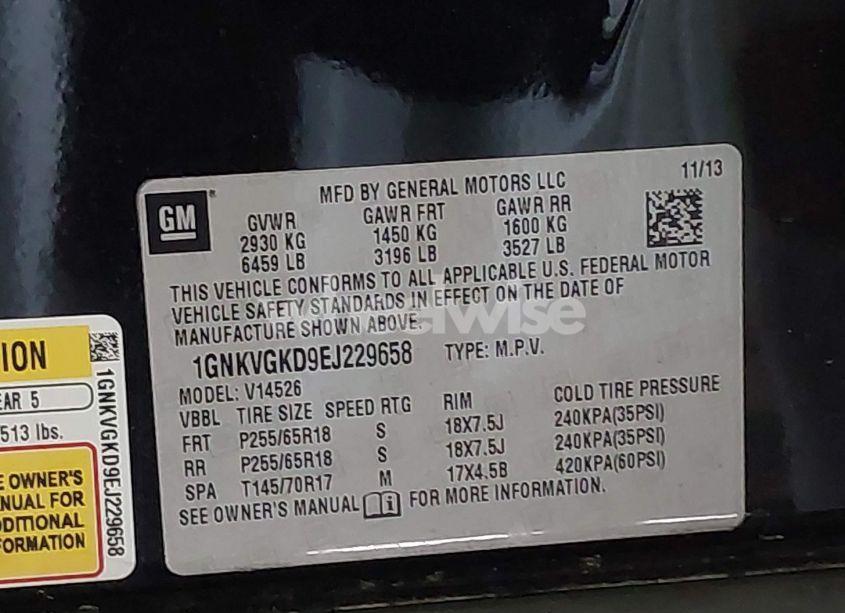 MFD BY GENERAL MOTORS LLC 11/13
GM
GVWR GAWR FRT GAWR RR
2930 KG 1450 KG 1600 KG
6459 LB 3196 LB 3527 LB
THIS VEHICLE CONFORMS TO ALL APPLICABLE U.S. FEDERAL MOTOR
VEHICLE SAFETY STANDARDS IN EFFECT ON THE DATE OF
MANUFACTURE SHOWN ABOVE.
1GNKVGKD9EJ229658 TYPE: M.P.V.
MODEL: V14526
VBBL TIRE SIZE SPEED RTG RIM COLD TIRE PRESSURE
FRT P255/65R18 S 18X7.5J 240KPA(35PSI)
RR P255/65R18 S 18X7.5J 240KPA(35PSI)
SPA T145/70R17 M 17X4.5B 420KPA(60PSI)
SEE OWNER'S MANUAL FOR MORE INFORMATION.
ION
EAR 5
513 lbs.
E OWNER'S
NUAL FOR
DDITIONAL
FORMATION
1GNKVGKD9EJ229658